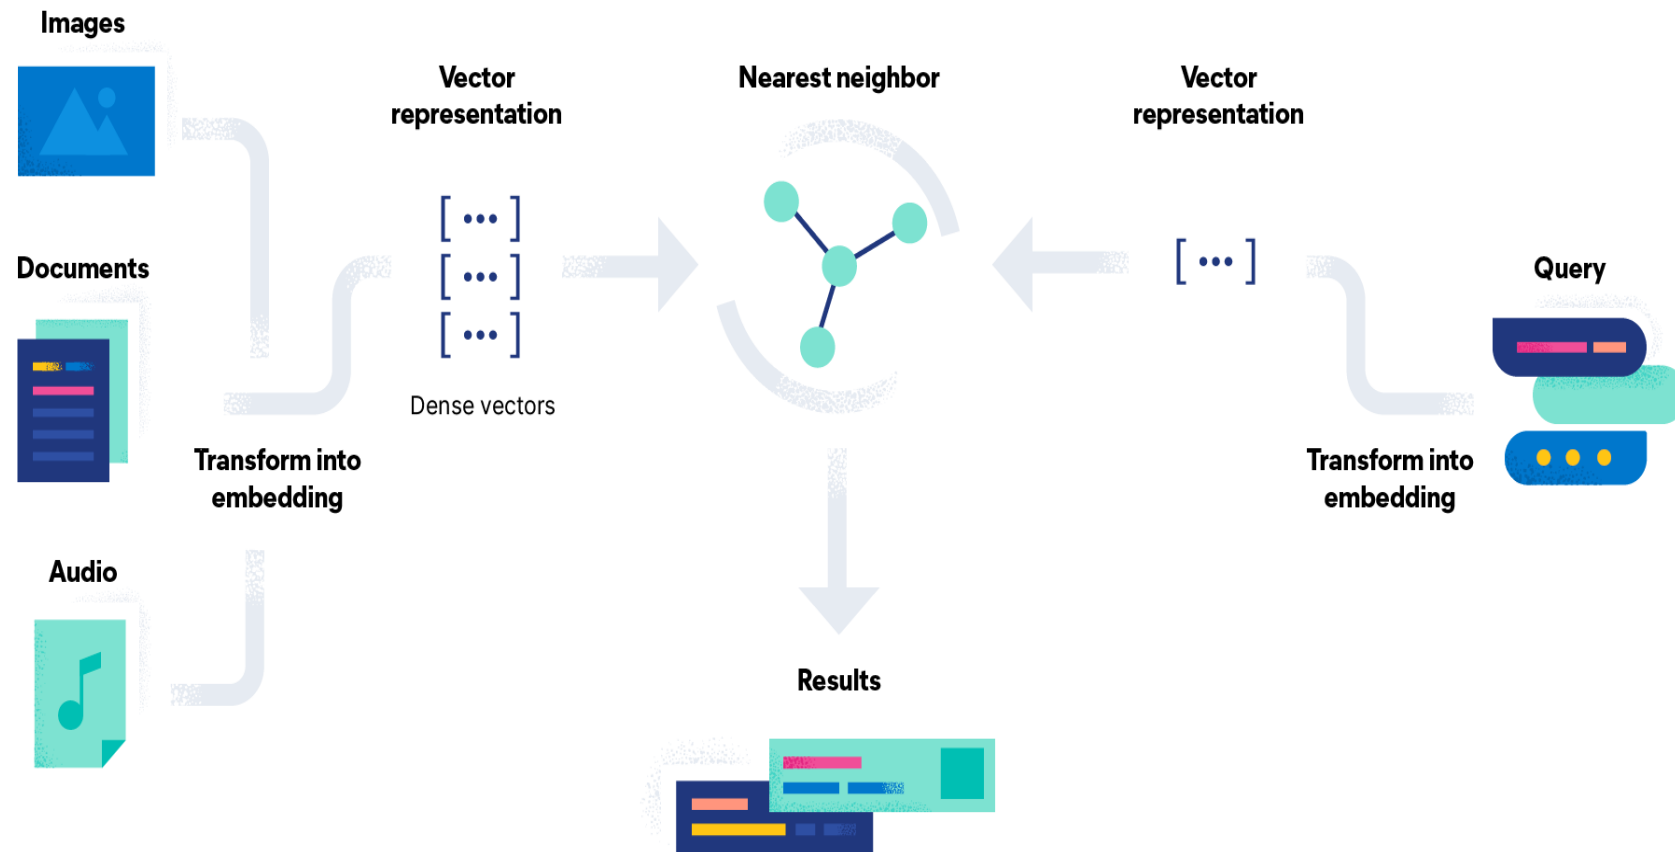 Images
Vector
representation
Nearest neighbor
Vector
representation
Documents
Query
Dense vectors
Transform into
embedding
Transform into
embedding
Audio
Results